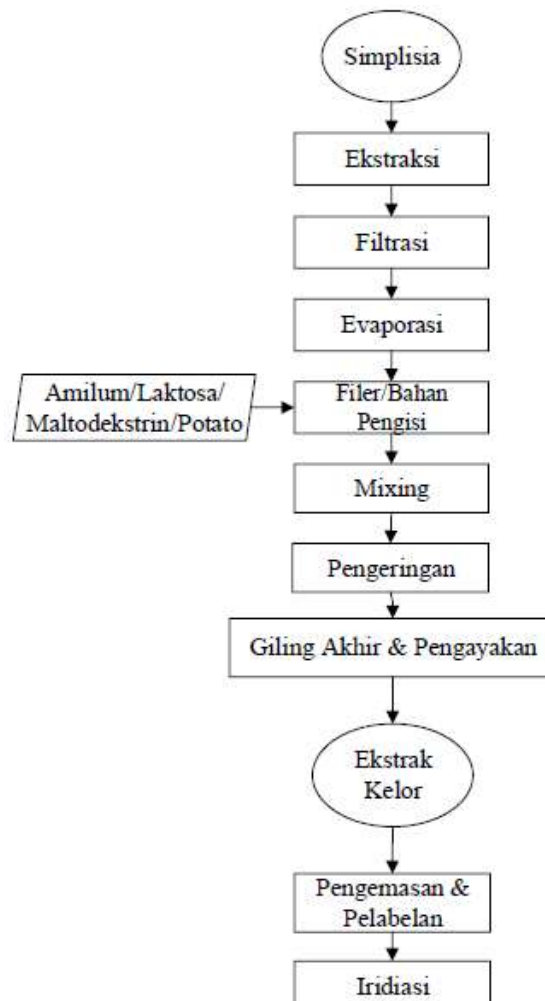 Simplisia
Ekstraksi
Filtrasi
Evaporasi
Amilum/Laktosa/
Maltodekstrin/Potato
Filer/Bahan
Pengisi
Mixing
Pengeringan
Giling Akhir & Pengayakan
Ekstrak
Kelor
Pengemasan &
Pelabelan
Iridiasi